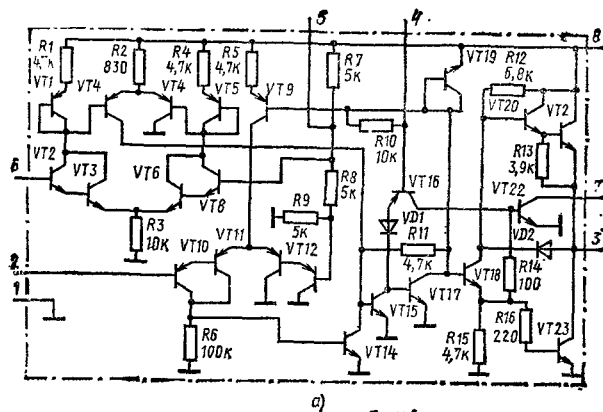 5
4
8
R1
4,7к
R2
830
R4
4,7к
R5
4,7к
R7
5к
VT19
R12
6,8к
VT1
VT4
VT4
VT5
VT9
VT20
VT2
R10
10к
R13
3,9к
VT2
VT3
VT6
VT8
R8
5к
VT16
VT22
7
6
R9
5к
VD1
VD2
R3
10к
R11
4,7к
3
VT10
VT11
VT12
VT18
R14
100
2
VT15
VT17
R16
220
VT23
1
R6
100к
VT14
R15
4,7к
а)